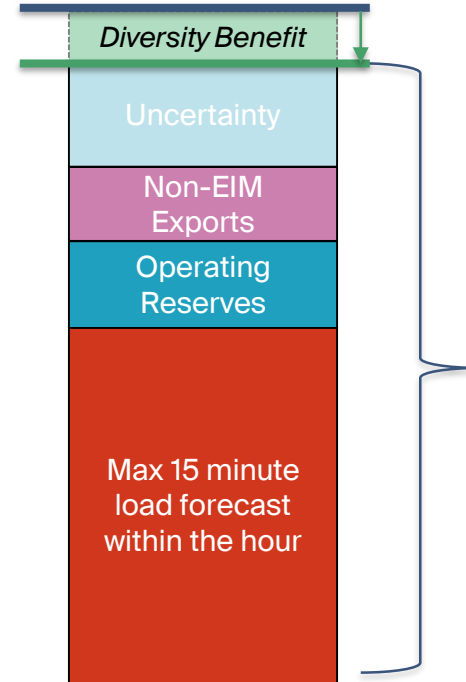 Diversity Benefit
Uncertainty
Non-EIM
Exports
Operating
Reserves
Max 15 minute
load forecast
within the hour